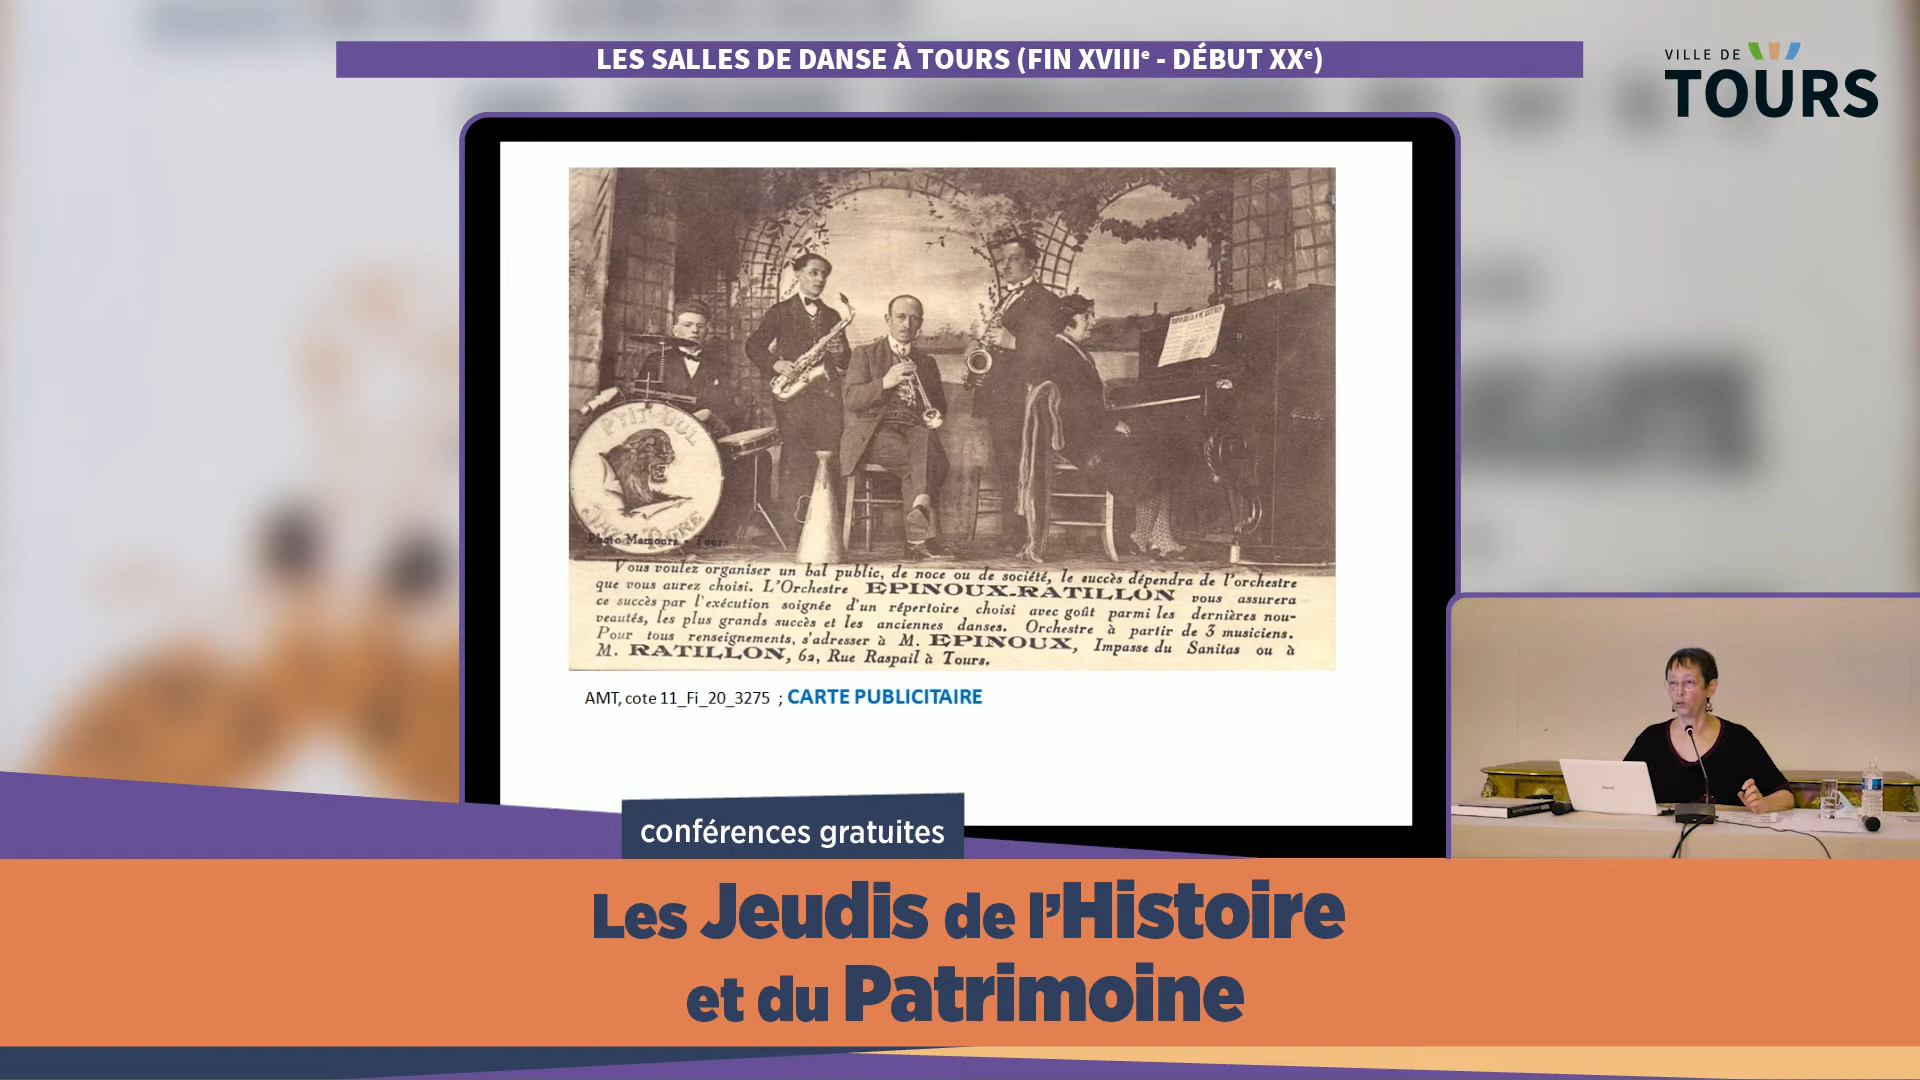 LES SALLES DE DANSE À TOURS (FIN XVIIIe - DÉBUT XXe)
VILLE DE
TOURS
P'TIT-BOUL
Photo Mamours - Tours
Vous voulez organiser un bal public, de noce ou de société, le succès dépendra de l'orchestre
que vous aurez choisi. L'Orchestre EPINOUX-RATILLON vous assurera
ce succès par l'exécution soignée d'un répertoire choisi avec goût parmi les dernières nou-
veautés, les plus grands succès et les anciennes danses. Orchestre à partir de 3 musiciens.
Pour tous renseignements, s'adresser à M. EPINOUX, Impasse du Sanitas ou à
M. RATILLON, 62, Rue Raspail à Tours.
AMT, cote 11_Fi_20_3275 ; CARTE PUBLICITAIRE
conférences gratuites
Les Jeudis de l'Histoire
et du Patrimoine